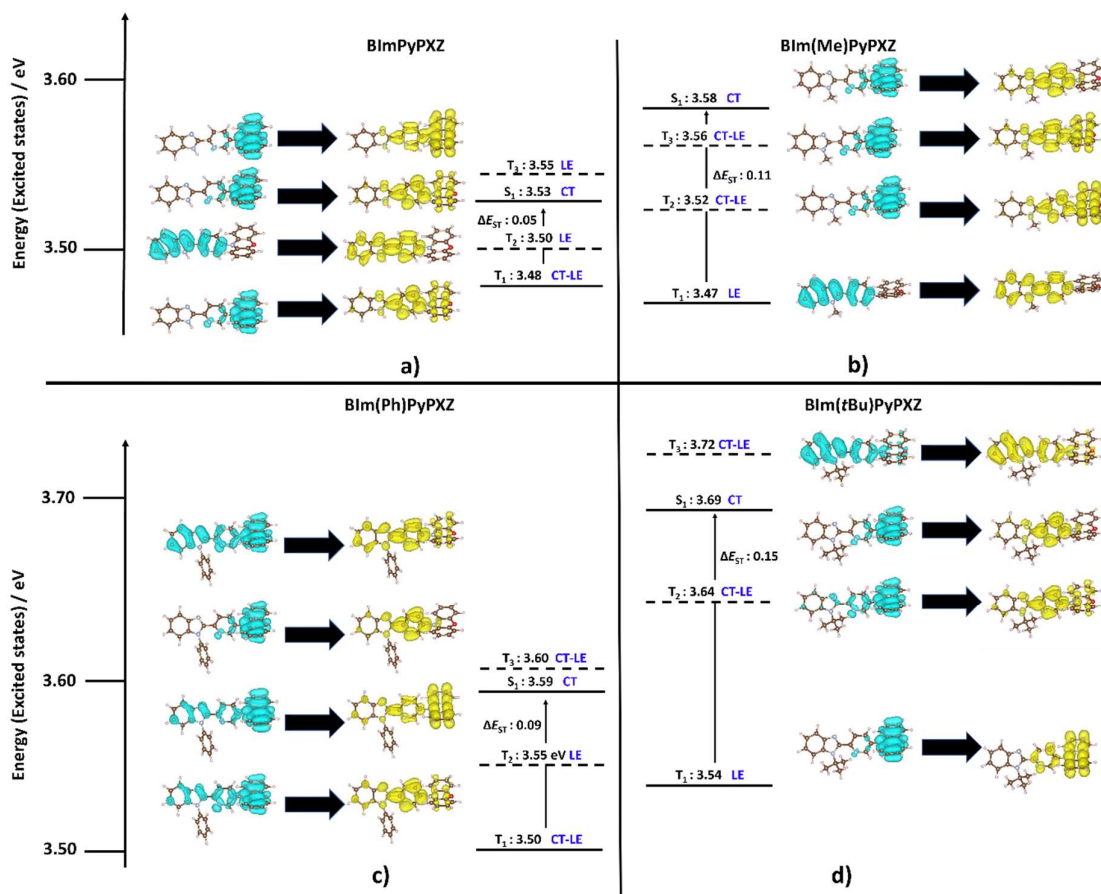 Energy (Excited states) / eV
3.60
3.50
BImPyPXZ
T₃ : 3.55 LE
S₁ : 3.53 CT
ΔEST : 0.05
T₂ : 3.50 LE
T₁ : 3.48 CT-LE
a)
BIm(Me)PyPXZ
S₁ : 3.58 CT
T₃ : 3.56 CT-LE
ΔEST : 0.11
T₂ : 3.52 CT-LE
T₁ : 3.47 LE
b)
Energy (Excited states) / eV
3.70
3.60
3.50
BIm(Ph)PyPXZ
T₃ : 3.60 CT-LE
S₁ : 3.59 CT
ΔEST : 0.09
T₂ : 3.55 eV LE
T₁ : 3.50 CT-LE
c)
BIm(tBu)PyPXZ
T₃ : 3.72 CT-LE
S₁ : 3.69 CT
ΔEST : 0.15
T₂ : 3.64 CT-LE
T₁ : 3.54 LE
d)